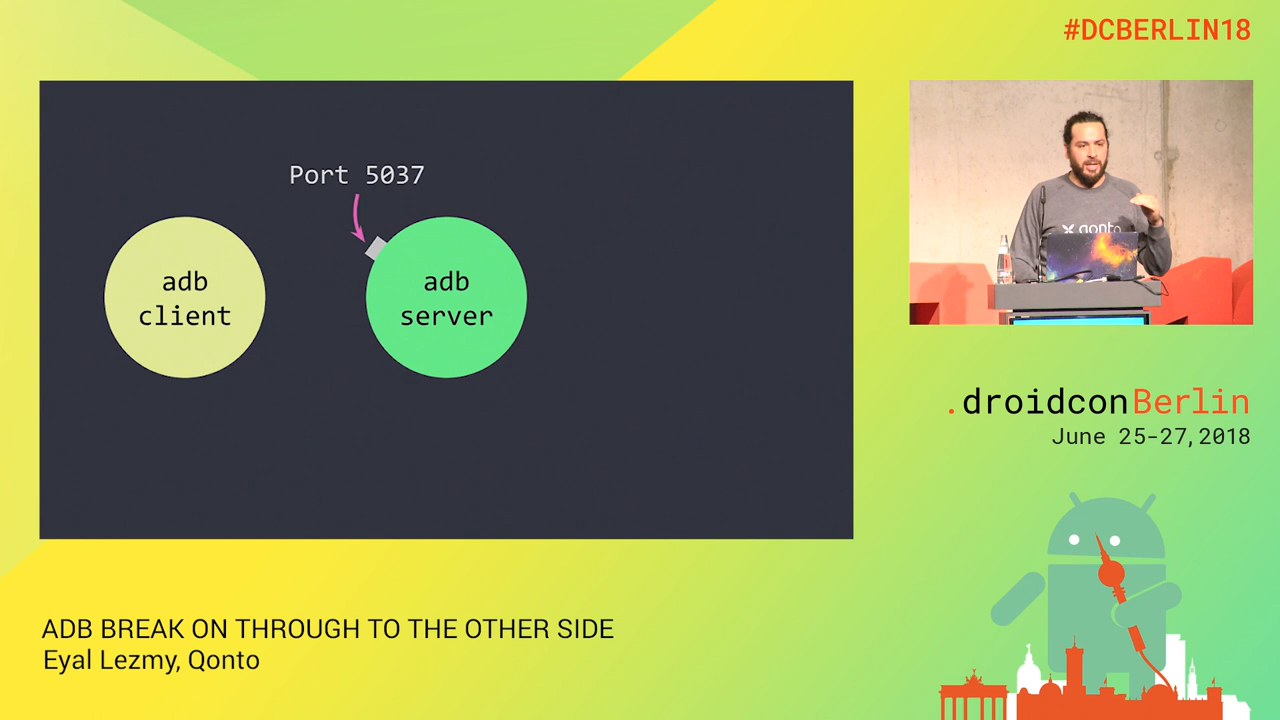 #DCBERLIN18
Port 5037
adb
client
adb
server
qonto
.droidconBerlin
June 25-27, 2018
ADB BREAK ON THROUGH TO THE OTHER SIDE
Eyal Lezmy, Qonto